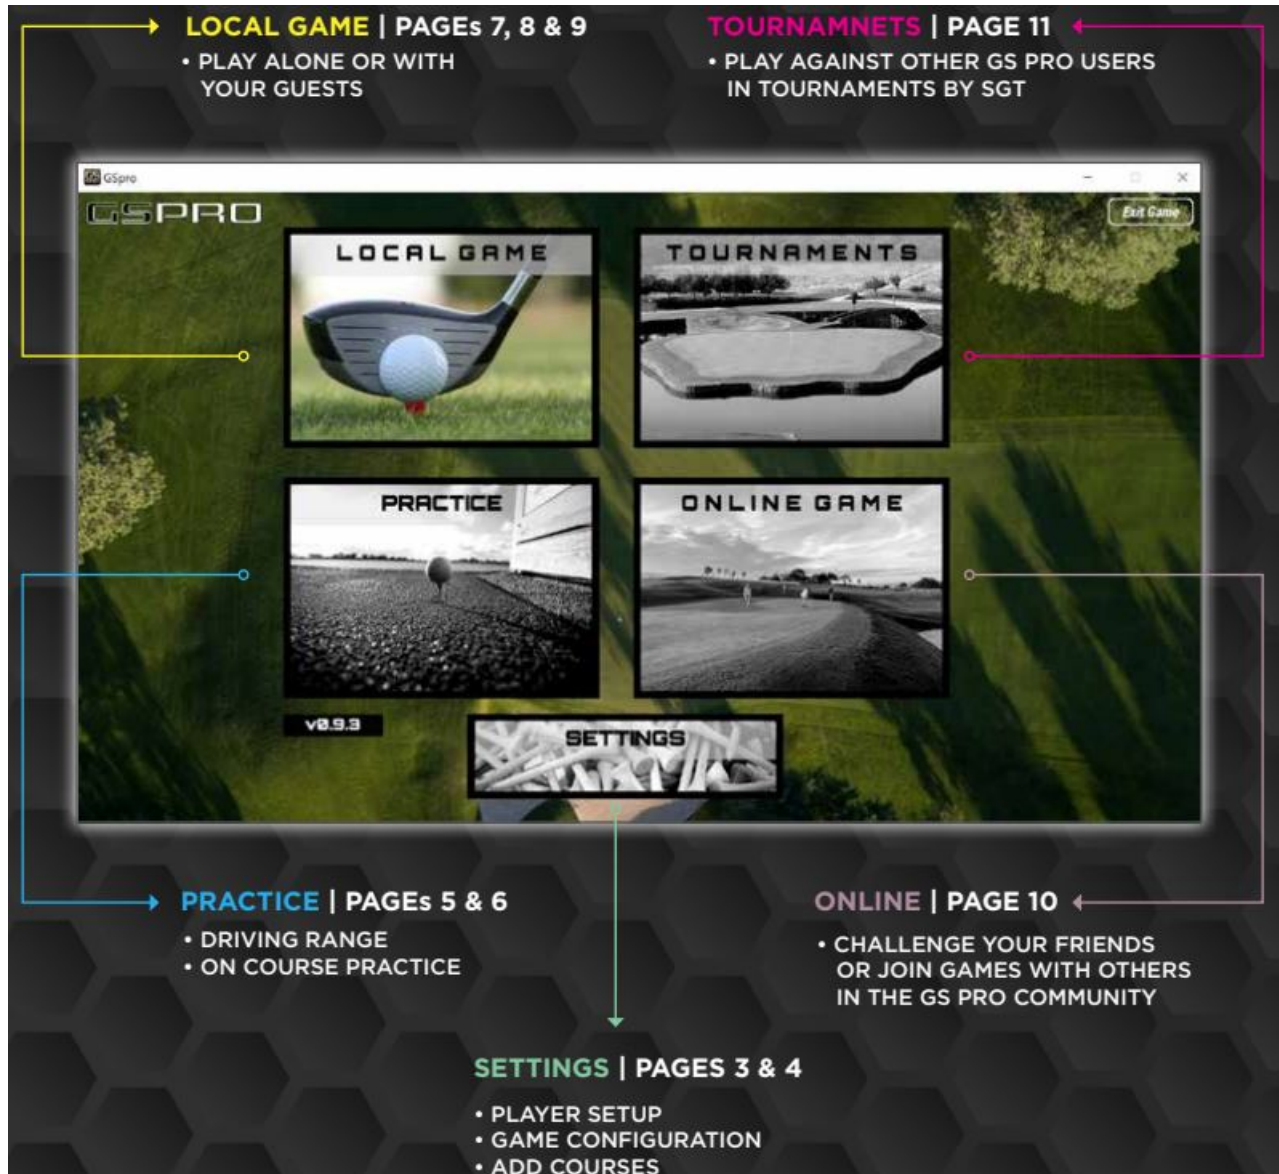 LOCAL GAME | PAGEs 7, 8 & 9
• PLAY ALONE OR WITH
YOUR GUESTS
TOURNAMNETS | PAGE 11
• PLAY AGAINST OTHER GS PRO USERS
IN TOURNAMENTS BY SGT
GSpro
GSPRO
Exit Game
LOCAL GAME
TOURNAMENTS
PRACTICE
ONLINE GAME
v0.9.3
SETTINGS
PRACTICE | PAGEs 5 & 6
• DRIVING RANGE
• ON COURSE PRACTICE
ONLINE | PAGE 10
• CHALLENGE YOUR FRIENDS
OR JOIN GAMES WITH OTHERS
IN THE GS PRO COMMUNITY
SETTINGS | PAGES 3 & 4
• PLAYER SETUP
• GAME CONFIGURATION
• ADD COURSES